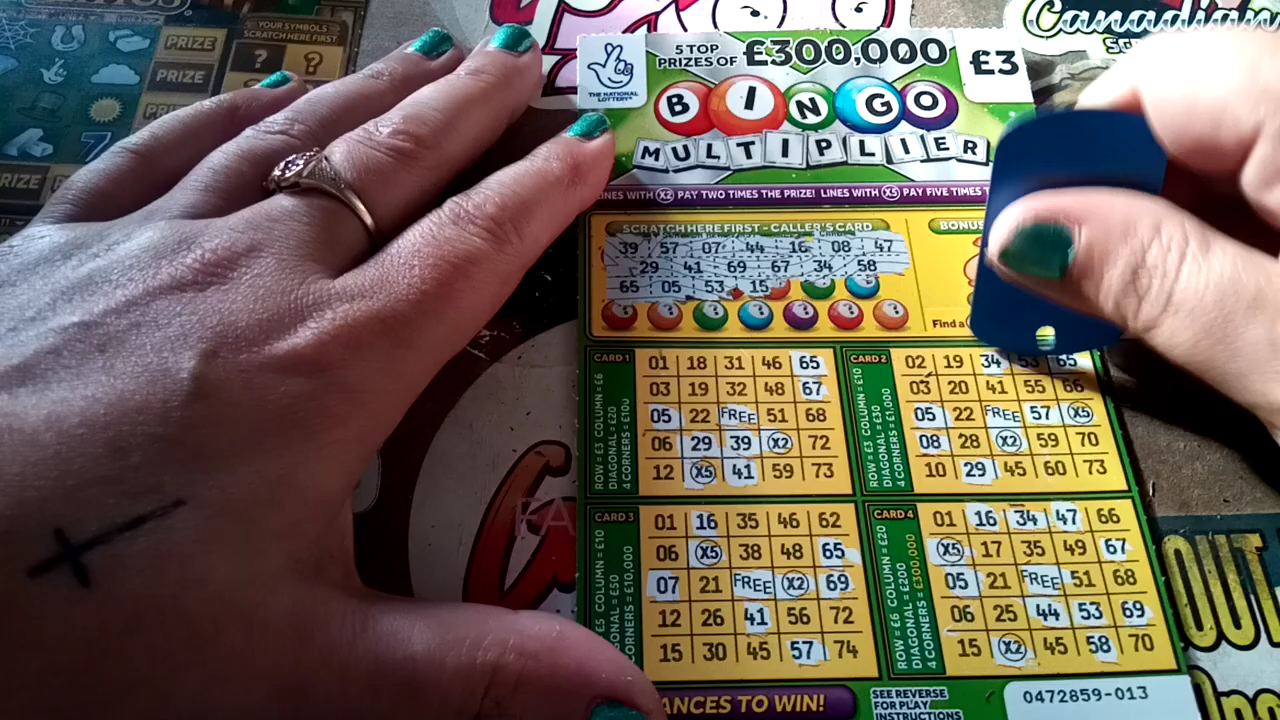 YOUR SYMBOLS
SCRATCH HERE FIRST
PRIZE
PRIZE
7
Canadian
5 TOP PRIZES OF £300,000
£3
THE NATIONAL LOTTERY
BINGO
MULTIPLIER
LINES WITH X2 PAY TWO TIMES THE PRIZE! LINES WITH X5 PAY FIVE TIMES
SCRATCH HERE FIRST - CALLER'S CARD
BONUS
39 57 07 44 16 08 47
29 41 69 67 34 58
65 05 53 15
Find a
CARD 1
ROW = £3 COLUMN = £6
DIAGONAL = £20
4 CORNERS = £100
01 18 31 46 65
03 19 32 48 67
05 22 FREE 51 68
06 29 39 X2 72
12 X5 41 59 73
CARD 2
ROW = £3 COLUMN = £10
DIAGONAL = £30
4 CORNERS = £1,000
02 19 34 53 65
03 20 41 55 66
05 22 FREE 57 X5
08 28 X2 59 70
10 29 45 60 73
CARD 3
£5 COLUMN = £10
= £50
= £10,000
01 16 35 46 62
06 X5 38 48 65
07 21 FREE X2 69
12 26 41 56 72
15 30 45 57 74
CARD 4
ROW = £6 COLUMN = £20
DIAGONAL = £200
4 CORNERS = £300,000
01 16 34 47 66
X5 17 35 49 67
05 21 FREE 51 68
06 25 44 53 69
15 X2 45 58 70
TO WIN!
SEE REVERSE
FOR PLAY
INSTRUCTIONS
0472859-013
OUT